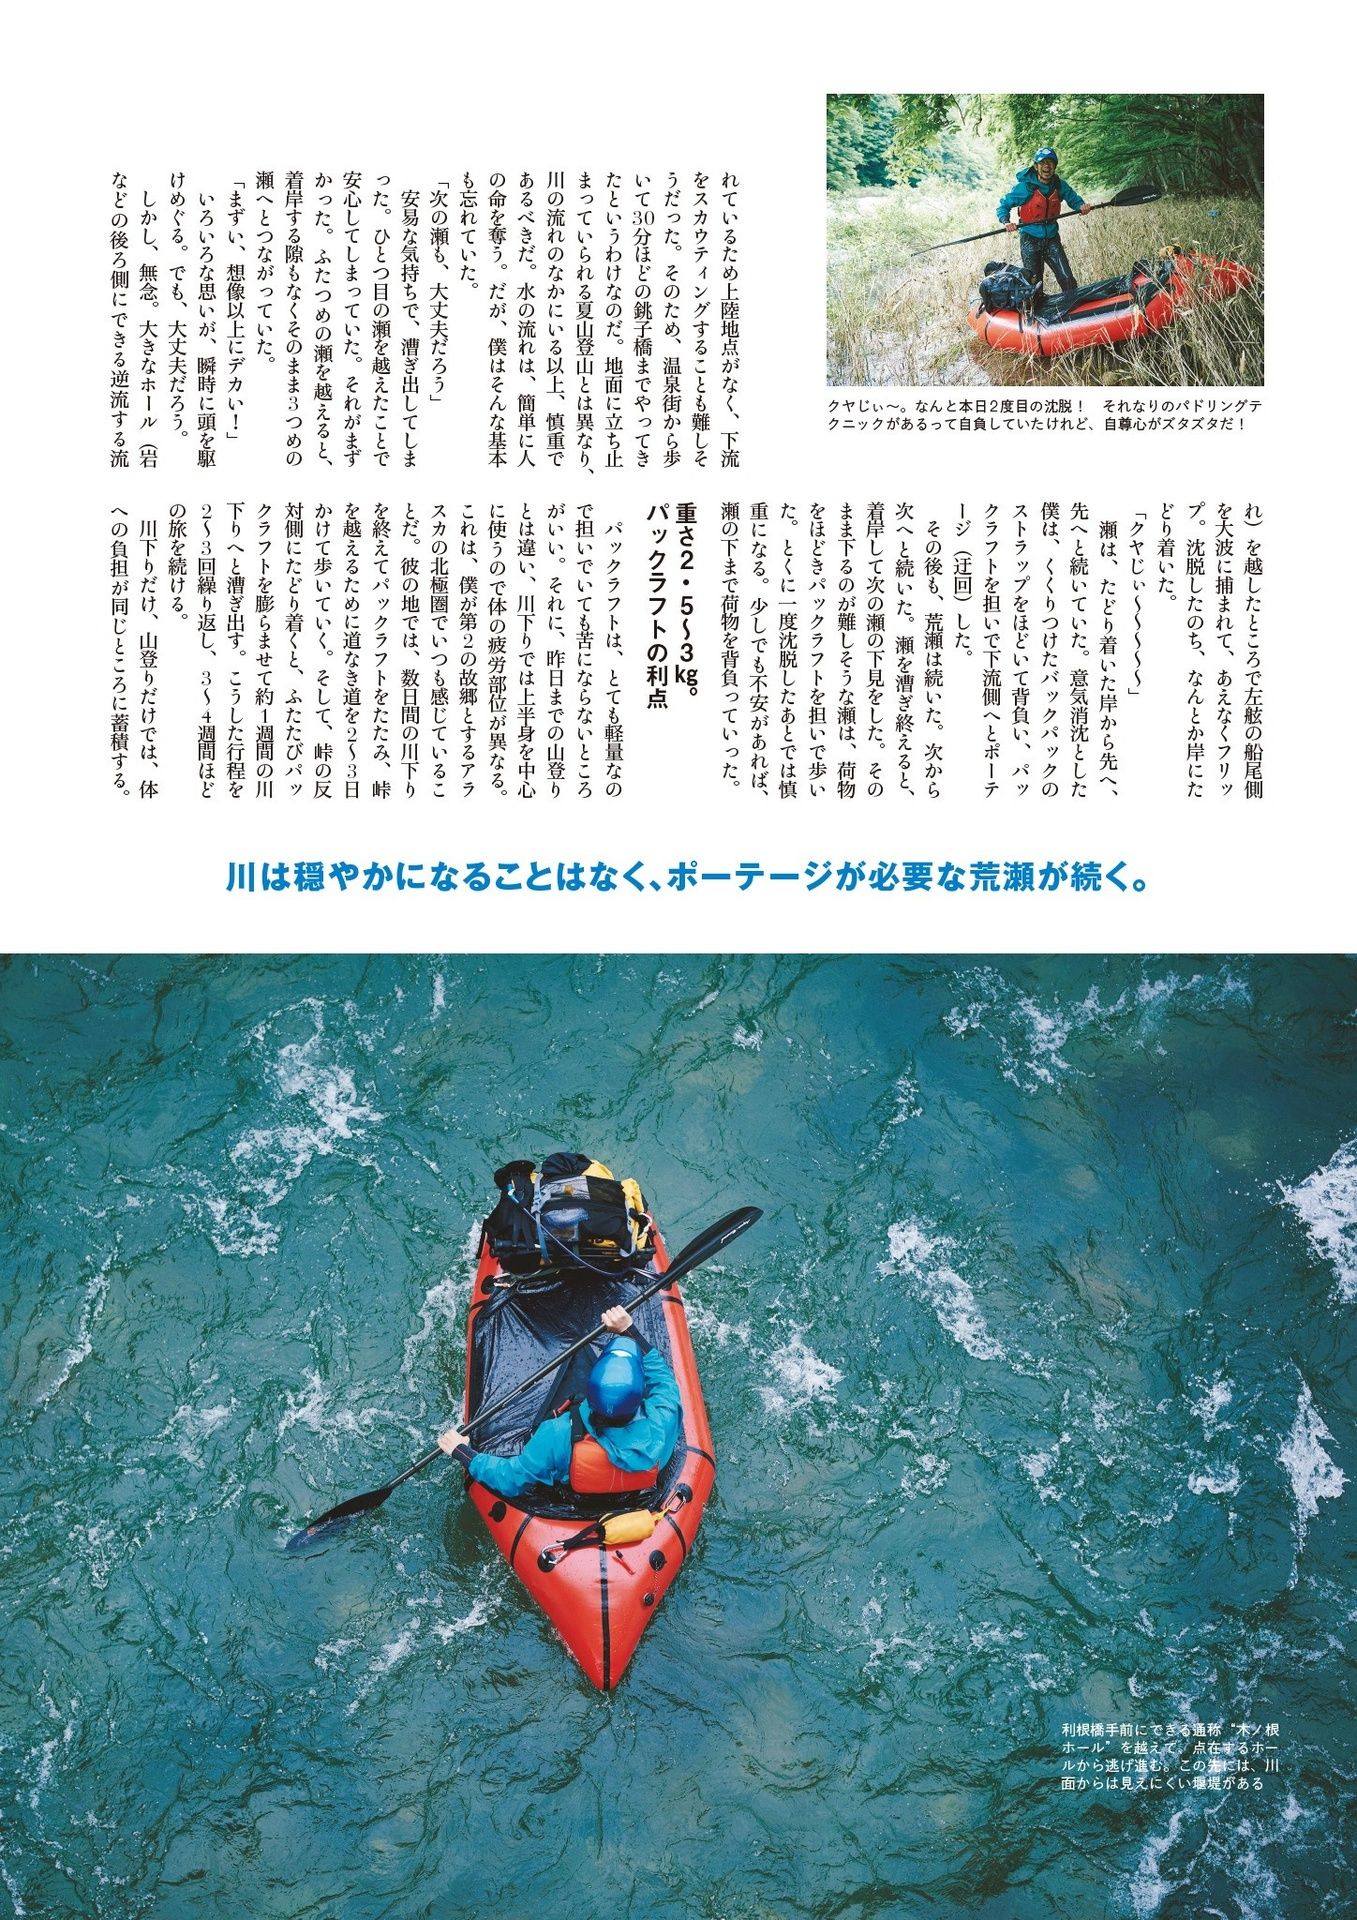 れているため上陸地点がなく、下流
をスカウティングすることも難しそ
うだった。そのため、温泉街から歩
いて30分ほどの銚子橋までやってき
たというわけなのだ。地面に立ち止
まっていられる夏山登山とは異なり、
川の流れのなかにいる以上、慎重で
あるべきだ。水の流れは、簡単に人
の命を奪う。だが、僕はそんな基本
も忘れていた。
「次の瀬も、大丈夫だろう」
安易な気持ちで、漕ぎ出してしま
った。ひとつ目の瀬を越えたことで
安心してしまっていた。それがまず
かった。ふたつめの瀬を越えると、
着岸する隙もなくそのまま3つめの
瀬へとつながっていた。
「まずい、想像以上にデカい！」
いろいろな思いが、瞬時に頭を駆
けめぐる。でも、大丈夫だろう。
しかし、無念。大きなホール（岩
などの後ろ側にできる逆流する流
クヤじぃ〜。なんと本日2度目の沈脱！　それなりのパドリングテ
クニックがあるって自負していたけれど、自尊心がズタズタだ！
れ）を越したところで左舷の船尾側
を大波に捕まれて、あえなくフリッ
プ。沈脱したのち、なんとか岸にた
どり着いた。
「クヤじぃ〜〜〜〜〜」
瀬は、たどり着いた岸から先へ、
先へと続いていた。意気消沈とした
僕は、くくりつけたバックパックの
ストラップをほどいて背負い、パッ
クラフトを担いで下流側へとポーテ
ージ（迂回）した。
その後も、荒瀬は続いた。次から
次へと続いた。瀬を漕ぎ終えると、
着岸して次の瀬の下見をした。その
まま下るのが難しそうな瀬は、荷物
をほどきパックラフトを担いで歩い
た。とくに一度沈脱したあとでは慎
重になる。少しでも不安があれば、
瀬の下まで荷物を背負っていった。
重さ2・5〜3kg。
パックラフトの利点
パックラフトは、とても軽量なの
で担いでいても苦にならないところ
がいい。それに、昨日までの山登り
とは違い、川下りでは上半身を中心
に使うので体の疲労部位が異なる。
これは、僕が第2の故郷とするアラ
スカの北極圏でいつも感じているこ
とだ。彼の地では、数日間の川下り
を終えてパックラフトをたたみ、峠
を越えるために道なき道を2〜3日
かけて歩いていく。そして、峠の反
対側にたどり着くと、ふたたびパッ
クラフトを膨らませて約1週間の川
下りへと漕ぎ出す。こうした行程を
2〜3回繰り返し、3〜4週間ほど
の旅を続ける。
川下りだけ、山登りだけでは、体
への負担が同じところに蓄積する。
川は穏やかになることはなく、ポーテージが必要な荒瀬が続く。
利根橋手前にできる通称“木ノ根
ホール”を越えて、点在するホー
ルから逃げ進む。この先には、川
面からは見えにくい堰堤がある